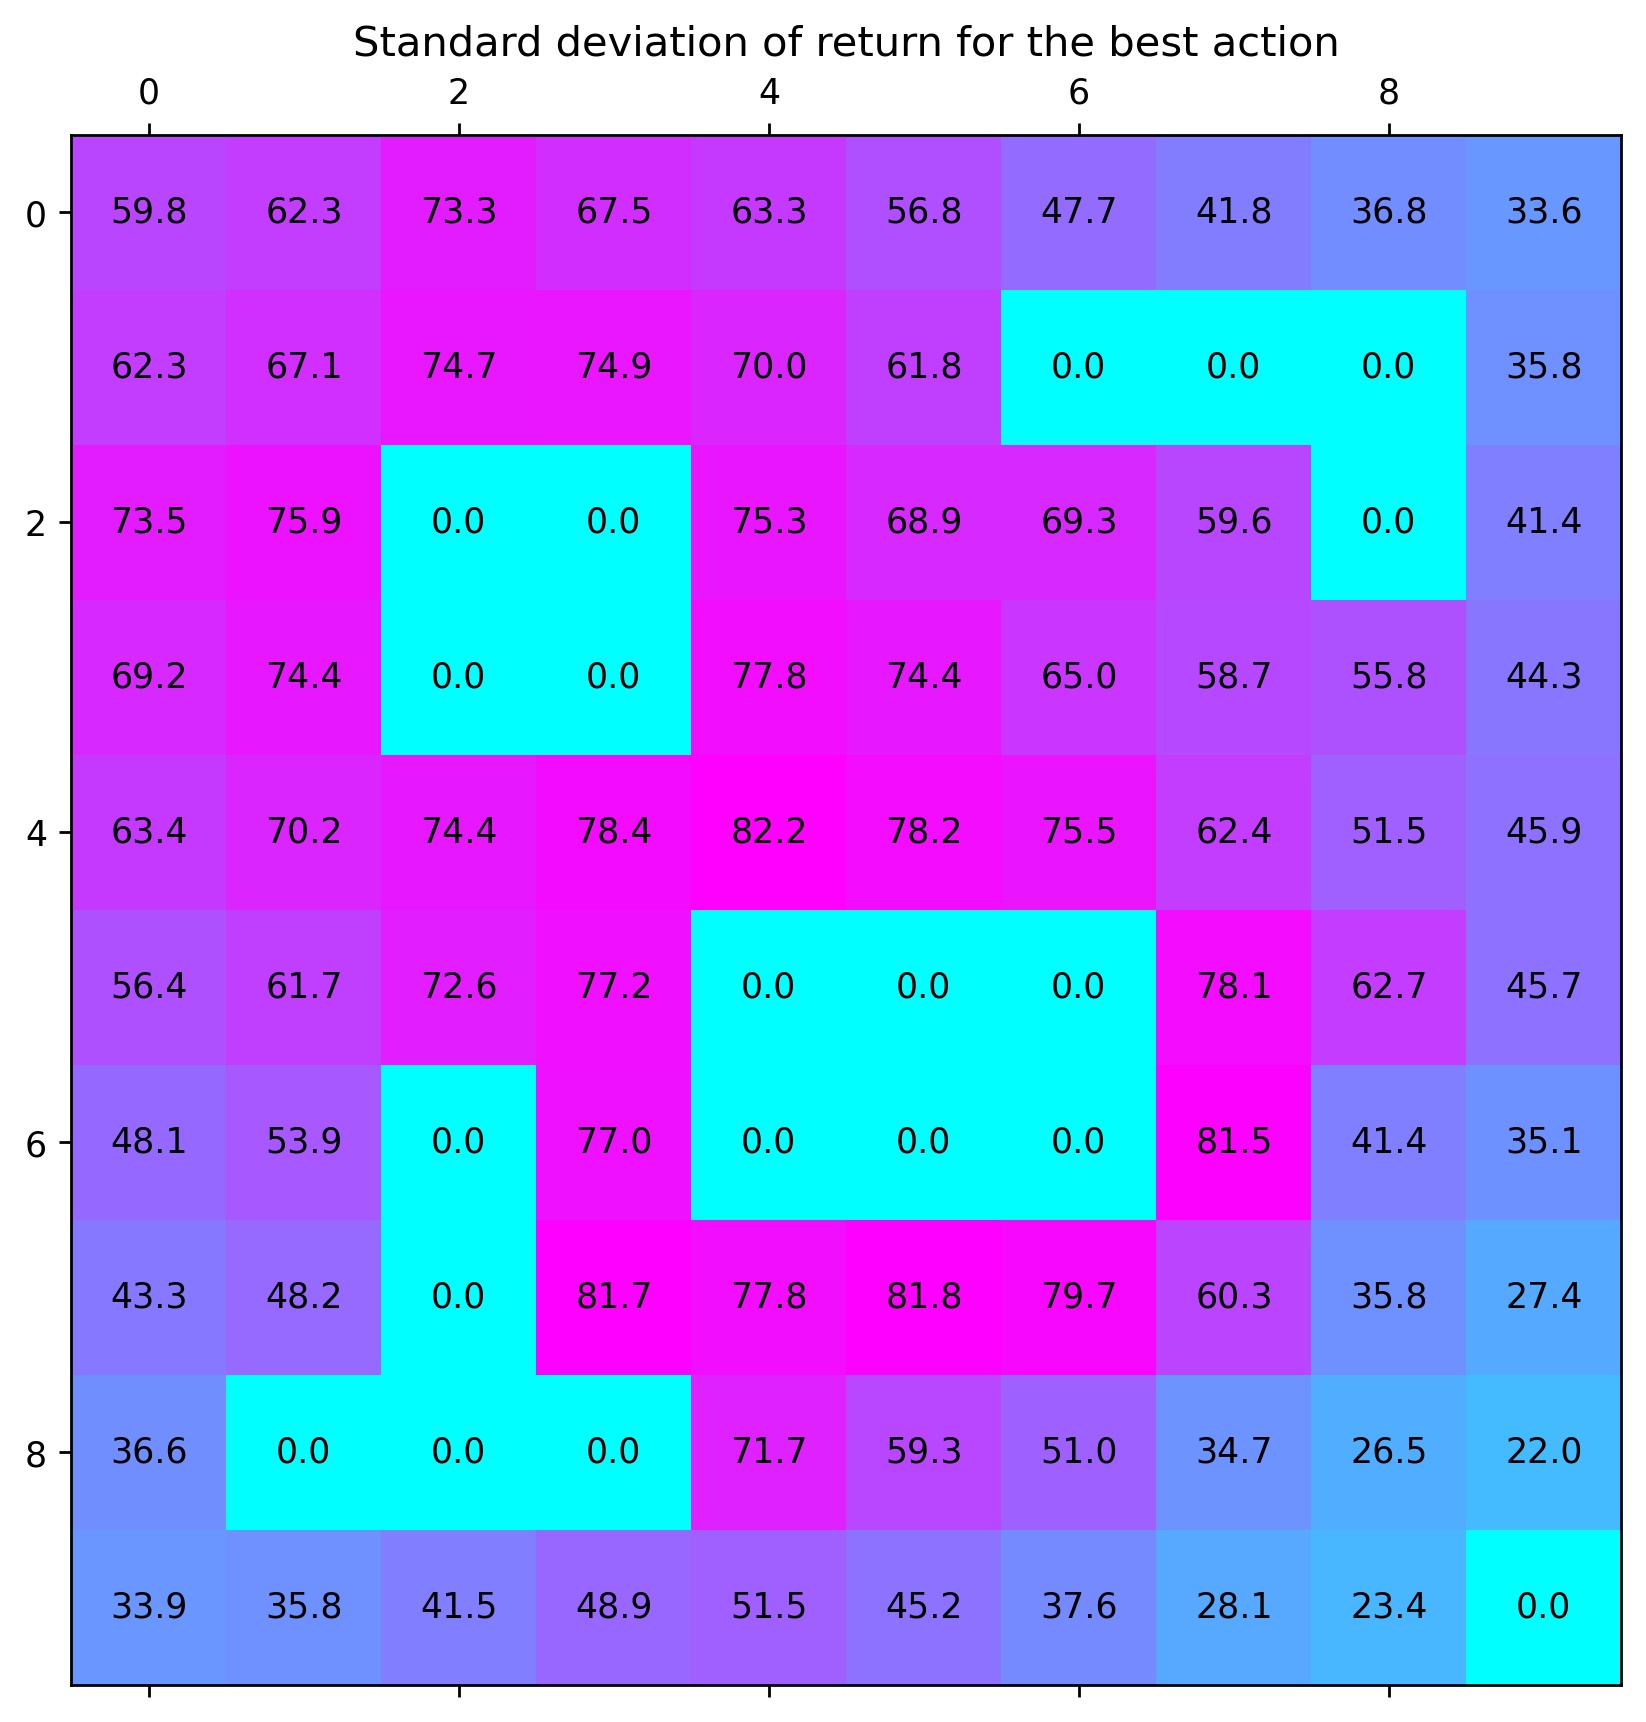 Standard deviation of return for the best action
0 2 4 6 8
0 59.8 62.3 73.3 67.5 63.3 56.8 47.7 41.8 36.8 33.6
62.3 67.1 74.7 74.9 70.0 61.8 0.0 0.0 0.0 35.8
2 73.5 75.9 0.0 0.0 75.3 68.9 69.3 59.6 0.0 41.4
69.2 74.4 0.0 0.0 77.8 74.4 65.0 58.7 55.8 44.3
4 63.4 70.2 74.4 78.4 82.2 78.2 75.5 62.4 51.5 45.9
56.4 61.7 72.6 77.2 0.0 0.0 0.0 78.1 62.7 45.7
6 48.1 53.9 0.0 77.0 0.0 0.0 0.0 81.5 41.4 35.1
43.3 48.2 0.0 81.7 77.8 81.8 79.7 60.3 35.8 27.4
8 36.6 0.0 0.0 0.0 71.7 59.3 51.0 34.7 26.5 22.0
33.9 35.8 41.5 48.9 51.5 45.2 37.6 28.1 23.4 0.0